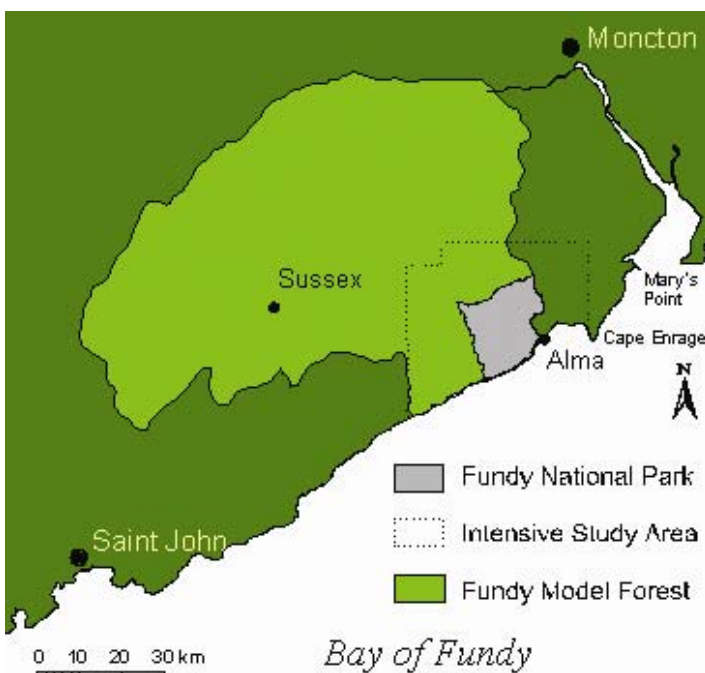 Moncton
Sussex
Mary's
Point
Cape Enrage
Alma
N
Fundy National Park
Intensive Study Area
Saint John
Fundy Model Forest
0 10 20 30 km
Bay of Fundy